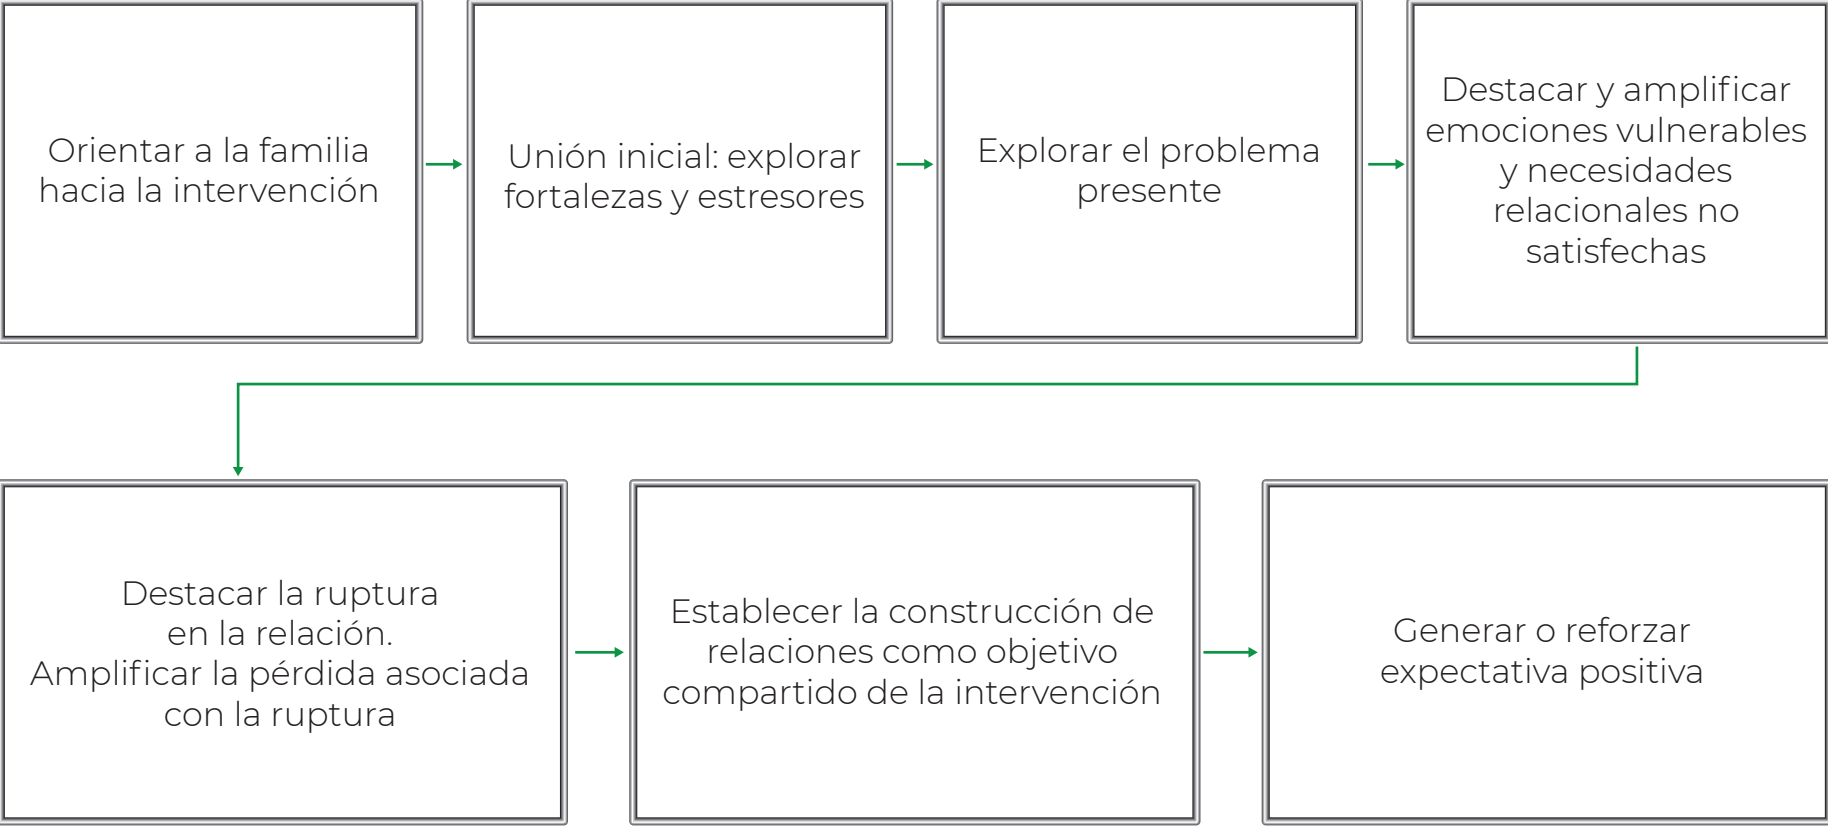 Orientar a la familia
hacia la intervención
Unión inicial: explorar
fortalezas y estresores
Explorar el problema
presente
Destacar y amplificar
emociones vulnerables
y necesidades
relacionales no
satisfechas
Destacar la ruptura
en la relación.
Amplificar la pérdida asociada
con la ruptura
Establecer la construcción de
relaciones como objetivo
compartido de la intervención
Generar o reforzar
expectativa positiva